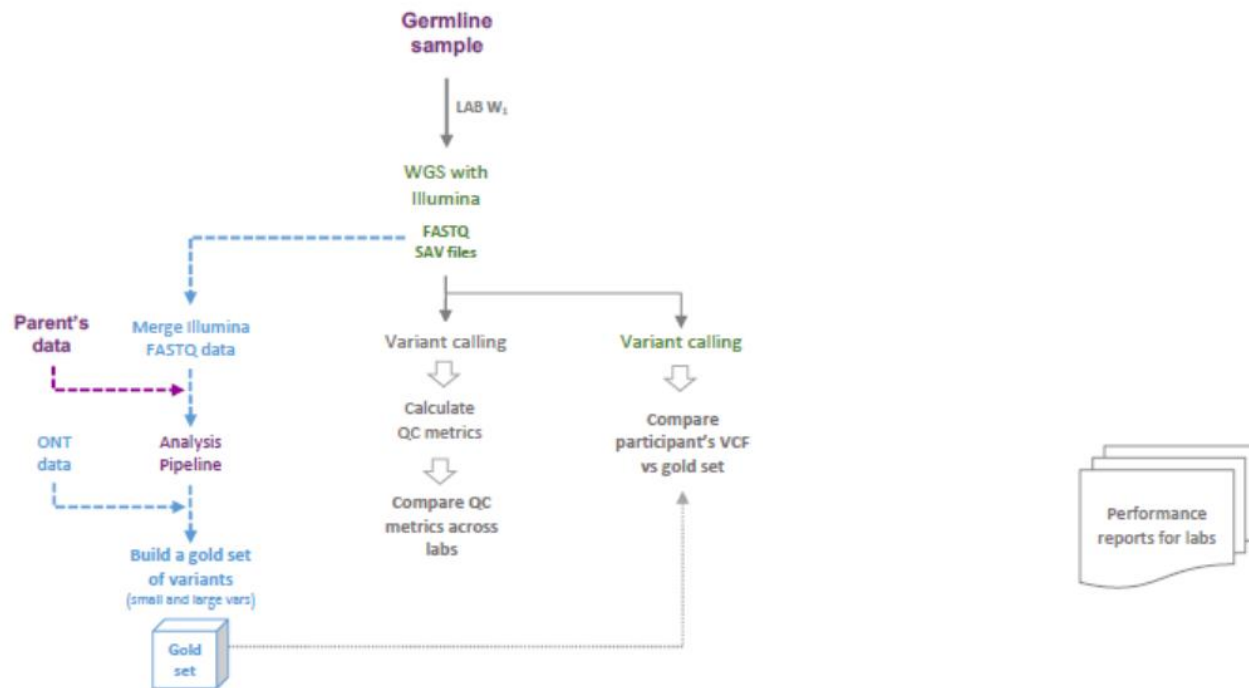 Germline
sample
LAB W₁
WGS with
Illumina
FASTQ
SAV files
Parent's
data
Merge Illumina
FASTQ data
Variant calling
Variant calling
Calculate
QC metrics
Compare
participant's VCF
vs gold set
ONT
data
Analysis
Pipeline
Compare QC
metrics across
labs
Performance
reports for labs
Build a gold set
of variants
(small and large vars)
Gold
set